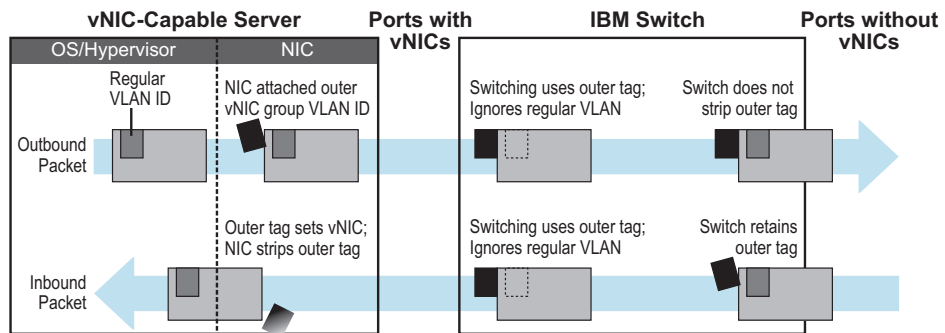 vNIC-Capable Server
Ports with
vNICs
IBM Switch
Ports without
vNICs
OS/Hypervisor
NIC
Regular
VLAN ID
NIC attached outer
vNIC group VLAN ID
Switching uses outer tag;
Ignores regular VLAN
Switch does not
strip outer tag
Outbound
Packet
Outer tag sets vNIC;
NIC strips outer tag
Switching uses outer tag;
Ignores regular VLAN
Switch retains
outer tag
Inbound
Packet